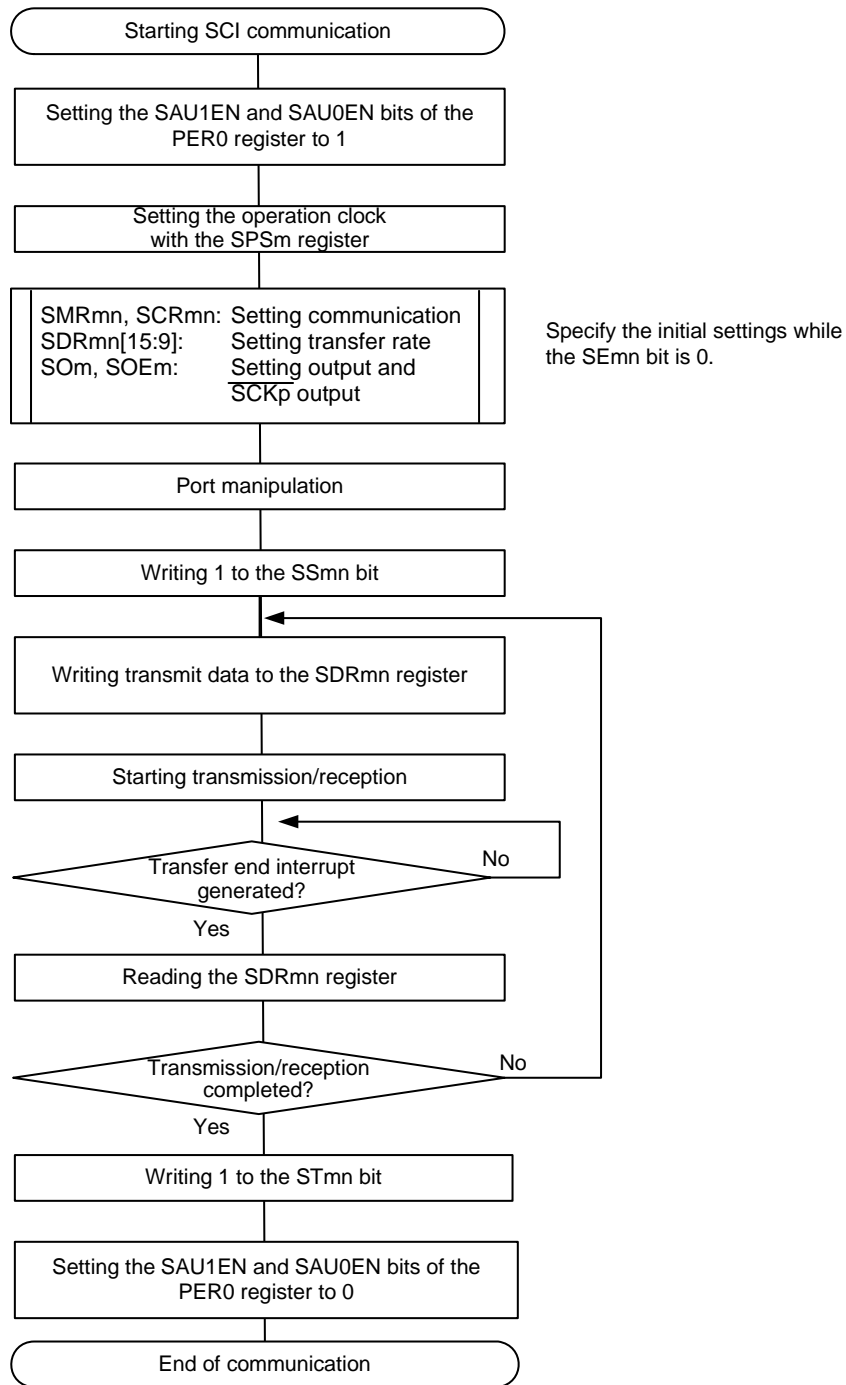 Starting SCI communication
Setting the SAU1EN and SAU0EN bits of the
PER0 register to 1
Setting the operation clock
with the SPSm register
SMRmn, SCRmn: Setting communication
SDRmn[15:9]: Setting transfer rate
SOm, SOEm: Setting output and
SCKp output
Specify the initial settings while
the SEmn bit is 0.
Port manipulation
Writing 1 to the SSmn bit
Writing transmit data to the SDRmn register
Starting transmission/reception
Transfer end interrupt
generated?
No
Yes
Reading the SDRmn register
Transmission/reception
completed?
No
Yes
Writing 1 to the STmn bit
Setting the SAU1EN and SAU0EN bits of the
PER0 register to 0
End of communication